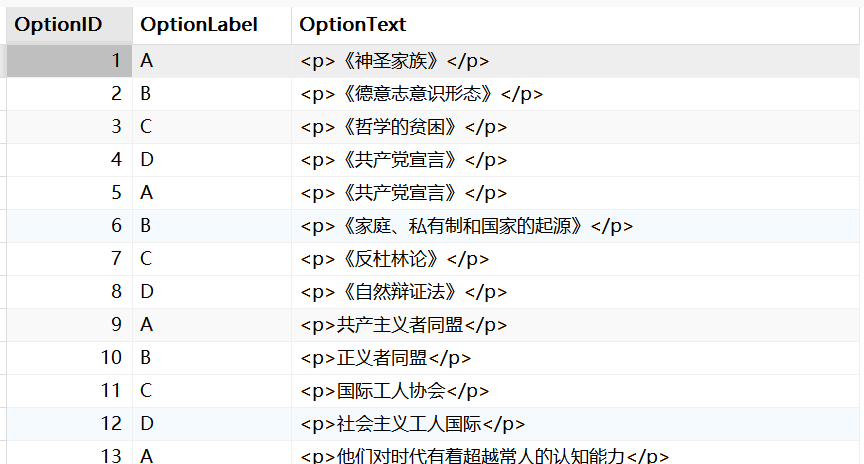 OptionID OptionLabel OptionText
1 A <p>《神圣家族》</p>
2 B <p>《德意志意识形态》</p>
3 C <p>《哲学的贫困》</p>
4 D <p>《共产党宣言》</p>
5 A <p>《共产党宣言》</p>
6 B <p>《家庭、私有制和国家的起源》</p>
7 C <p>《反杜林论》</p>
8 D <p>《自然辩证法》</p>
9 A <p>共产主义者同盟</p>
10 B <p>正义者同盟</p>
11 C <p>国际工人协会</p>
12 D <p>社会主义工人国际</p>
13 A <p>他们对时代有着超越常人的认知能力</p>